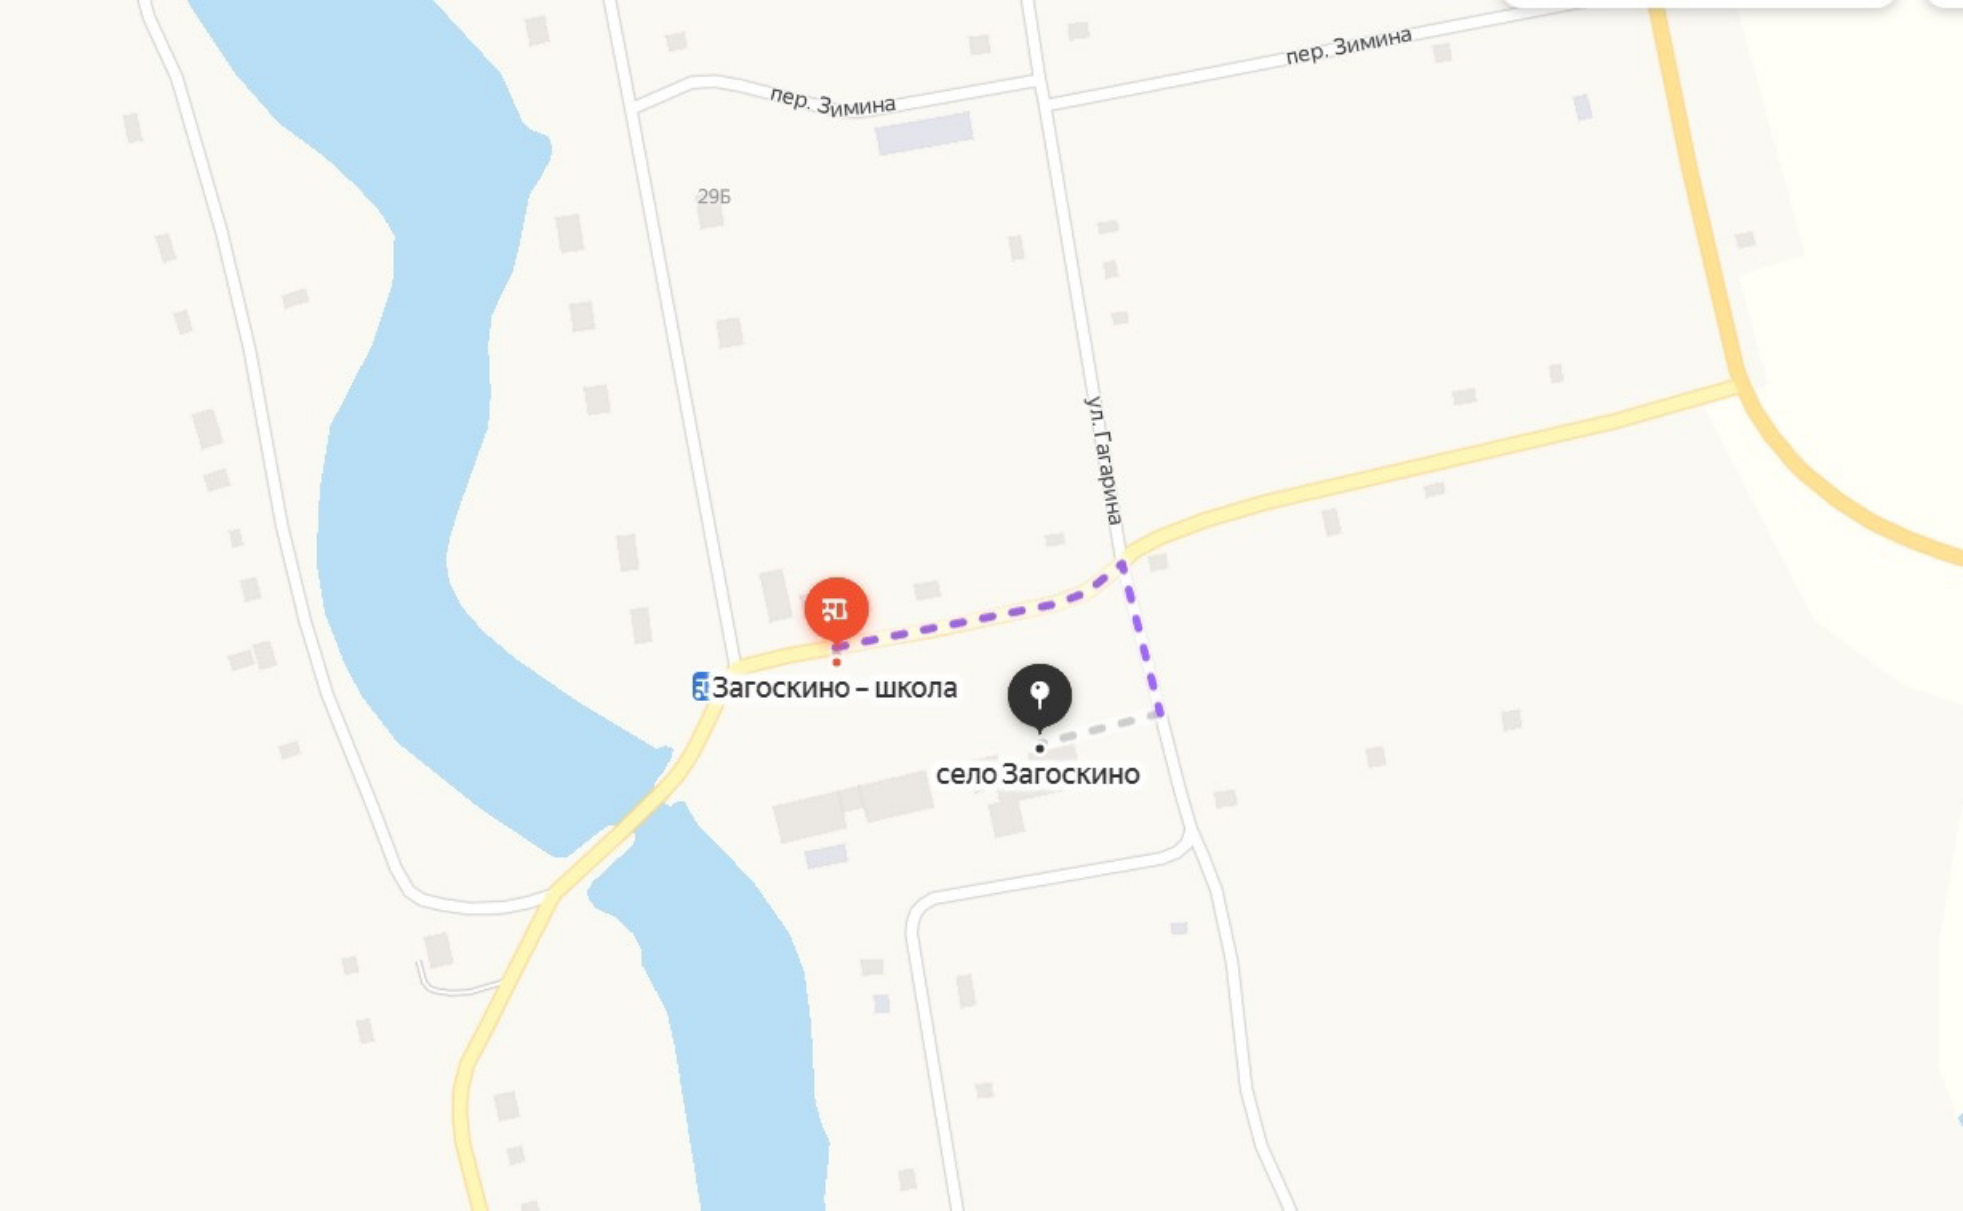 пер. Зимина
пер. Зимина
29Б
ул. Гагарина
Загоскино – школа
село Загоскино